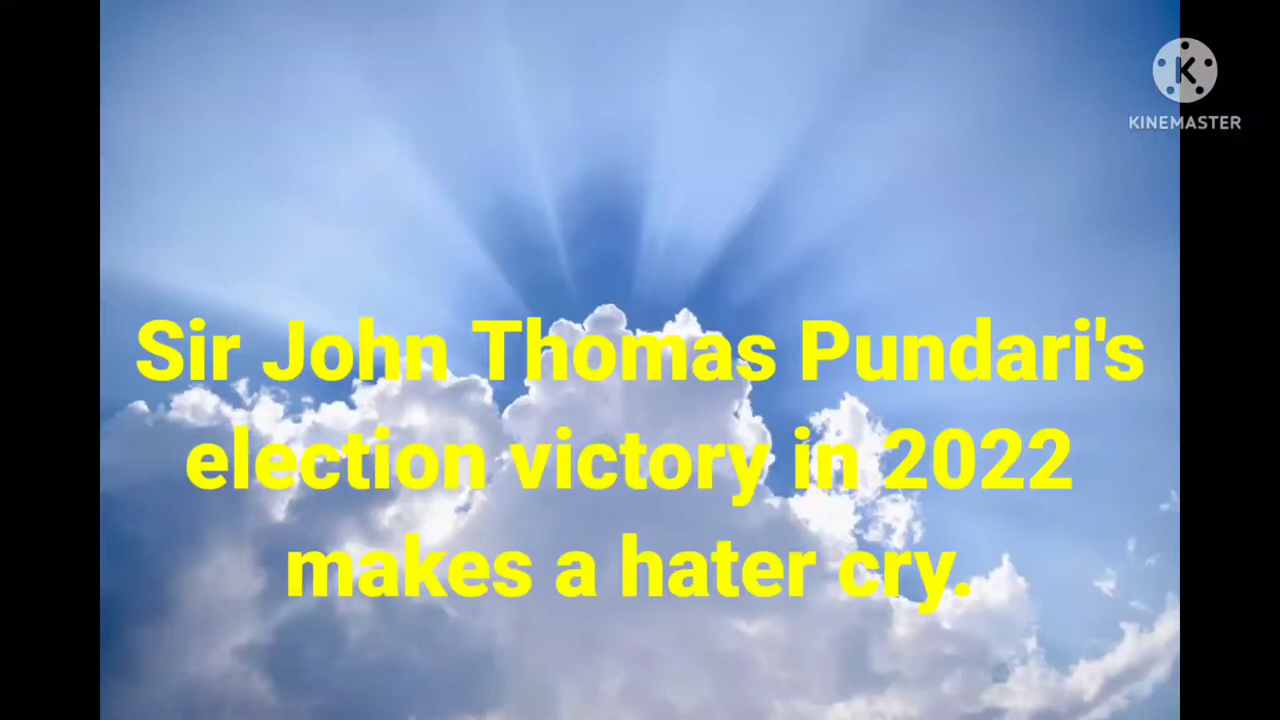 KINEMASTER
Sir John Thomas Pundari's
election victory in 2022
makes a hater cry.